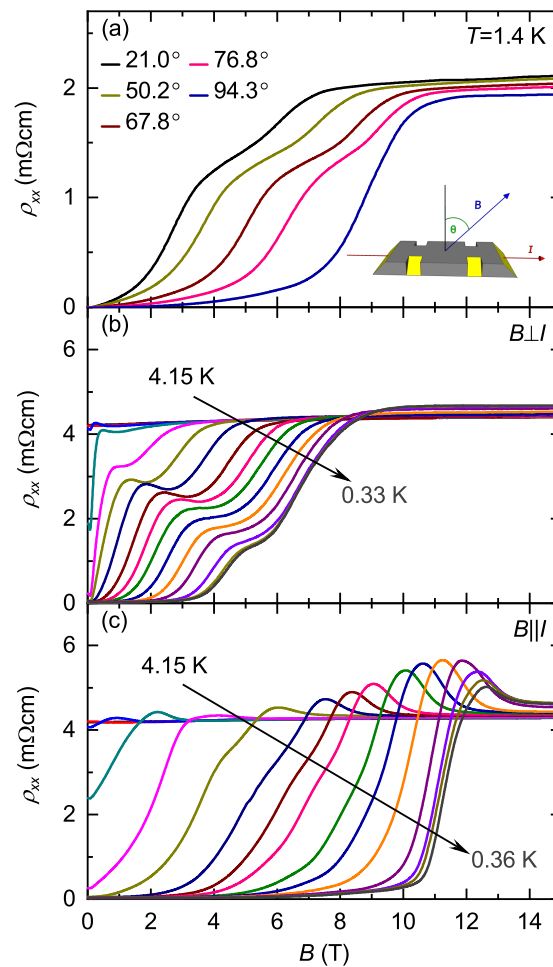 (a)
T=1.4 K
21.0° 76.8°
50.2° 94.3°
67.8°
2
1
0
ρxx (mΩcm)
B
θ
I
(b)
B⊥I
4.15 K
0.33 K
6
4
2
0
ρxx (mΩcm)
(c)
B||I
4.15 K
0.36 K
6
4
2
0
ρxx (mΩcm)
0 2 4 6 8 10 12 14
B (T)